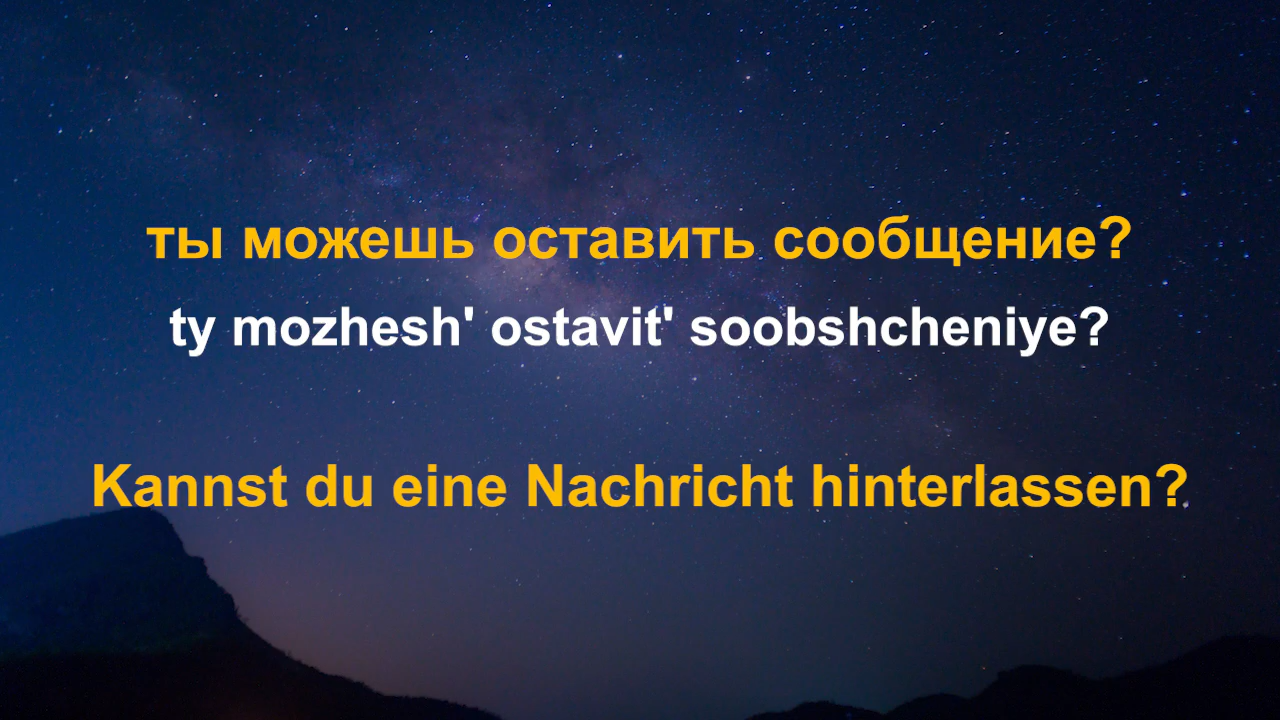 ты можешь оставить сообщение?
ty mozhesh' ostavit' soobshcheniye?
Kannst du eine Nachricht hinterlassen?